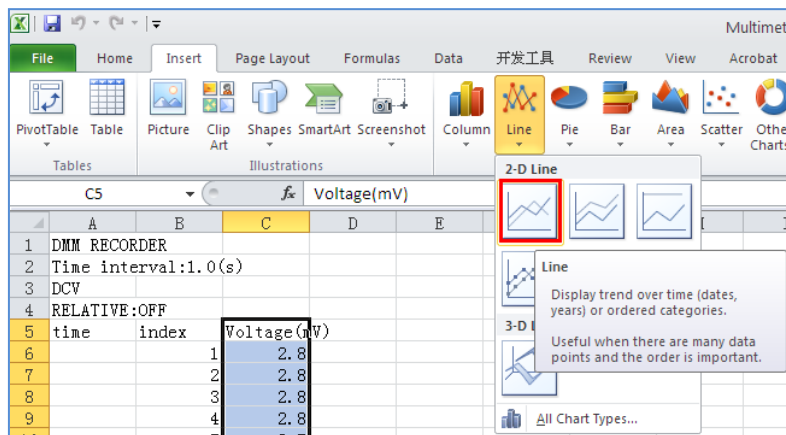 Multimet
File Home Insert Page Layout Formulas Data 开发工具 Review View Acrobat
PivotTable Table Picture Clip Art Shapes SmartArt Screenshot Column Line Pie Bar Area Scatter Othe Charts
Tables Illustrations
2-D Line
C5 fx Voltage(mV)
A B C D E
1 DMM RECORDER
2 Time interval:1.0(s)
3 DCV
4 RELATIVE:OFF
5 time index Voltage(mV)
6 1 2.8
7 2 2.8
8 3 2.8
9 4 2.8
Line
Display trend over time (dates,
years) or ordered categories.
Useful when there are many data
points and the order is important.
3-D
All Chart Types...